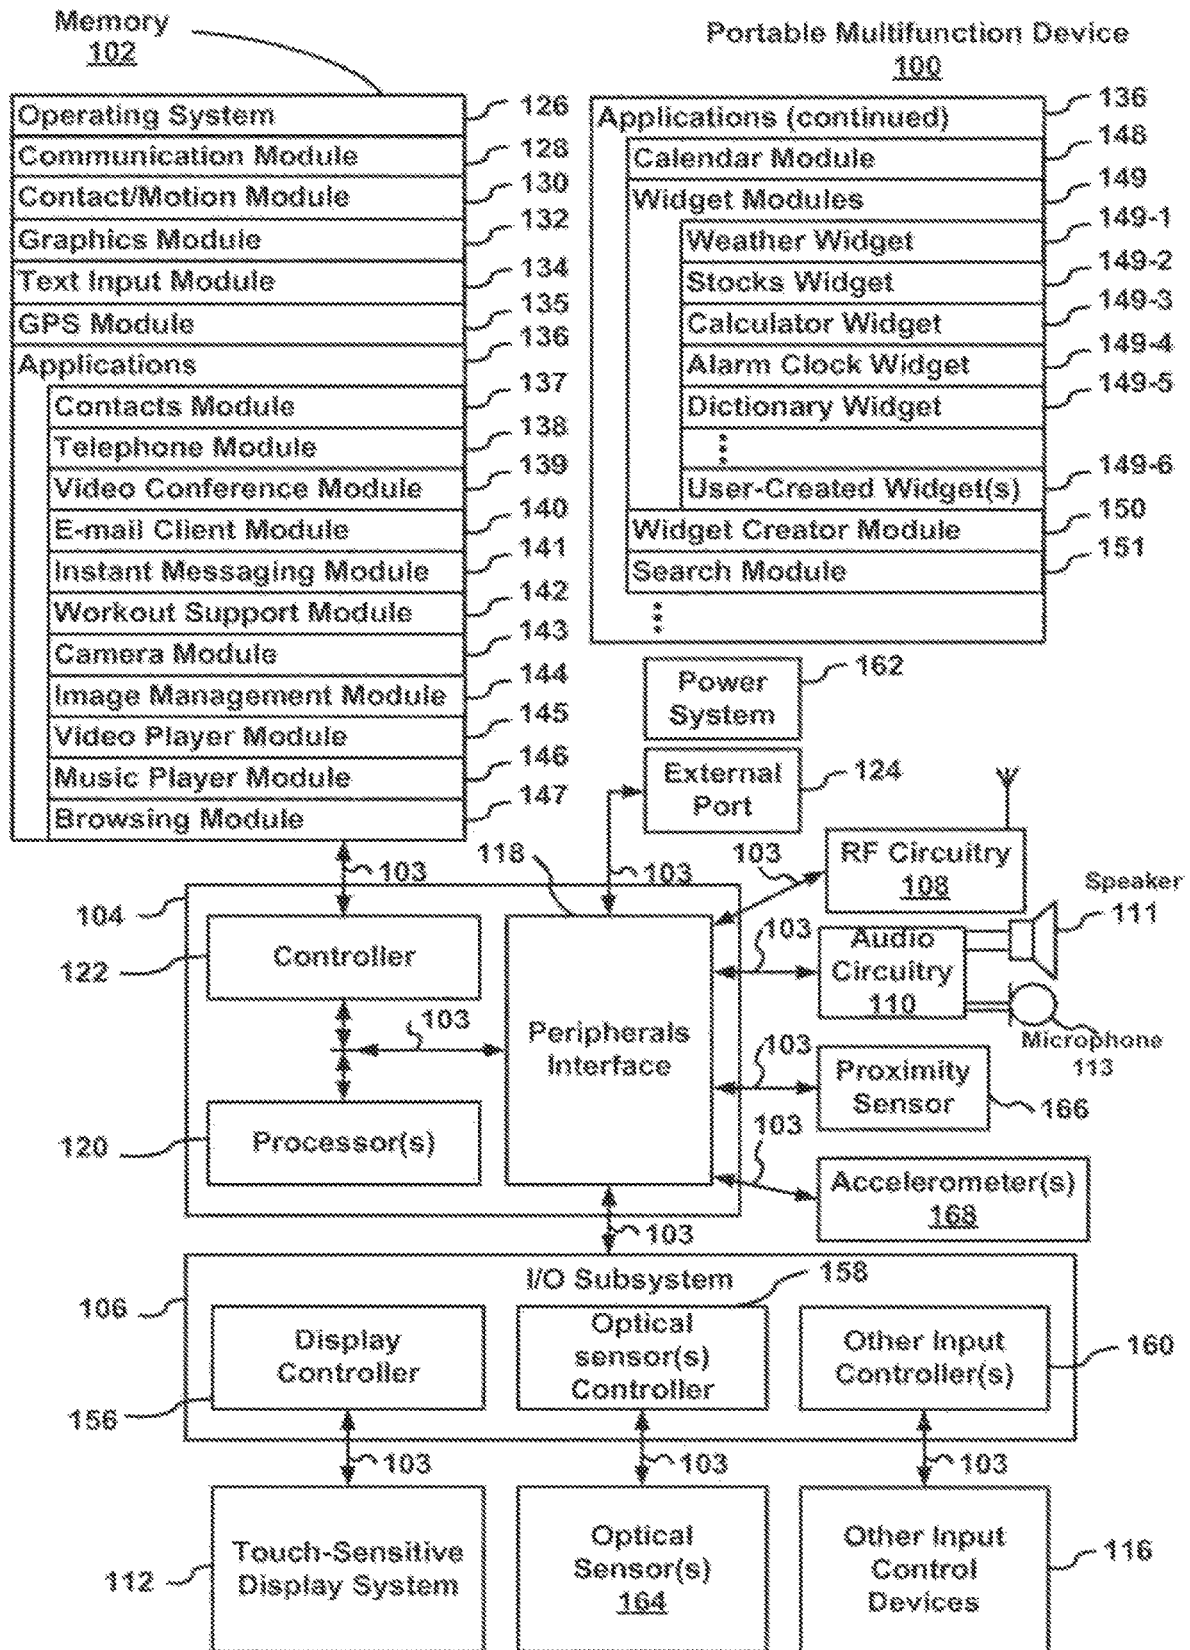 Memory
102
Operating System
126
Communication Module
128
Contact/Motion Module
130
Graphics Module
132
Text Input Module
134
GPS Module
135
Applications
136
Contacts Module
137
Telephone Module
138
Video Conference Module
139
E-mail Client Module
140
Instant Messaging Module
141
Workout Support Module
142
Camera Module
143
Image Management Module
144
Video Player Module
145
Music Player Module
146
Browsing Module
147
Portable Multifunction Device
100
Applications (continued)
136
Calendar Module
148
Widget Modules
149
Weather Widget
149-1
Stocks Widget
149-2
Calculator Widget
149-3
Alarm Clock Widget
149-4
Dictionary Widget
149-5
User-Created Widget(s)
149-6
Widget Creator Module
150
Search Module
151
Power
System
162
External
Port
124
103
118
103
103
RF Circuitry
108
Speaker
111
104
Controller
122
103
Audio
Circuitry
110
Microphone
113
103
Peripherals
Interface
103
Proximity
Sensor
166
Processor(s)
120
103
Accelerometer(s)
168
103
I/O Subsystem
106
158
Display
Controller
156
Optical
sensor(s)
Controller
Other Input
Controller(s)
160
103
103
103
Touch-Sensitive
Display System
112
Optical
Sensor(s)
164
Other Input
Control
Devices
116